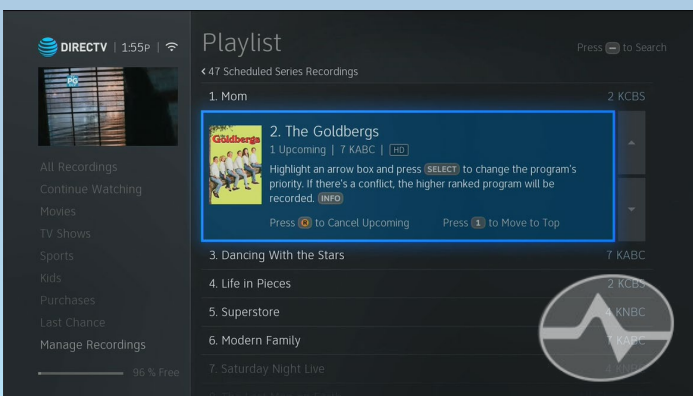 DIRECTV | 1:55P |
Playlist
Press — to Search
< 47 Scheduled Series Recordings
PG
1. Mom 2 KCBS
Goldbergs
2. The Goldbergs
1 Upcoming | 7 KABC | HD
Highlight an arrow box and press SELECT to change the program's
priority. If there's a conflict, the higher ranked program will be
recorded. INFO
Press to Cancel Upcoming Press 1 to Move to Top
All Recordings
Continue Watching
Movies
TV Shows
Sports
Kids
Purchases
Last Chance
Manage Recordings
96 % Free
3. Dancing With the Stars 7 KABC
4. Life in Pieces 2 KCBS
5. Superstore 4 KNBC
6. Modern Family 7 KABC
7. Saturday Night Live